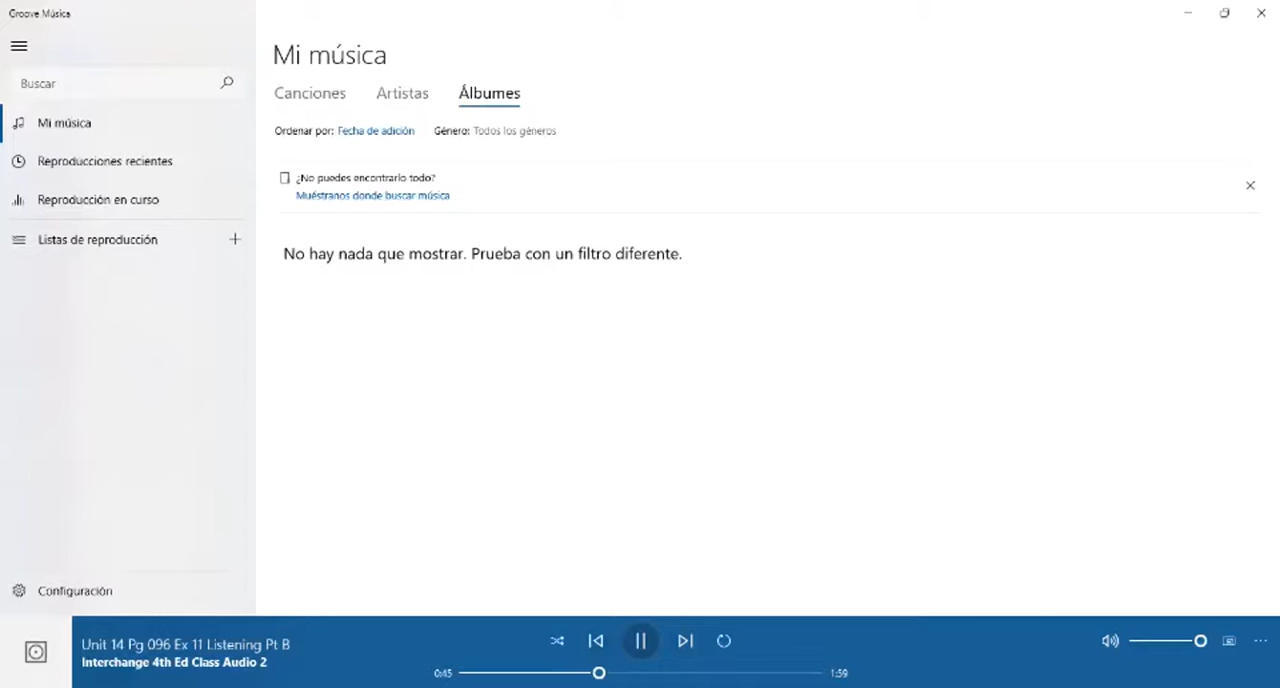 Groove Música
Buscar
Mi música
Reproducciones recientes
Reproducción en curso
Listas de reproducción
Configuración
Mi música
Canciones Artistas Álbumes
Ordenar por: Fecha de adición Género: Todos los géneros
¿No puedes encontrarlo todo?
Muéstranos donde buscar música
No hay nada que mostrar. Prueba con un filtro diferente.
Unit 14 Pg 096 Ex 11 Listening Pt B
Interchange 4th Ed Class Audio 2
0:45 1:59